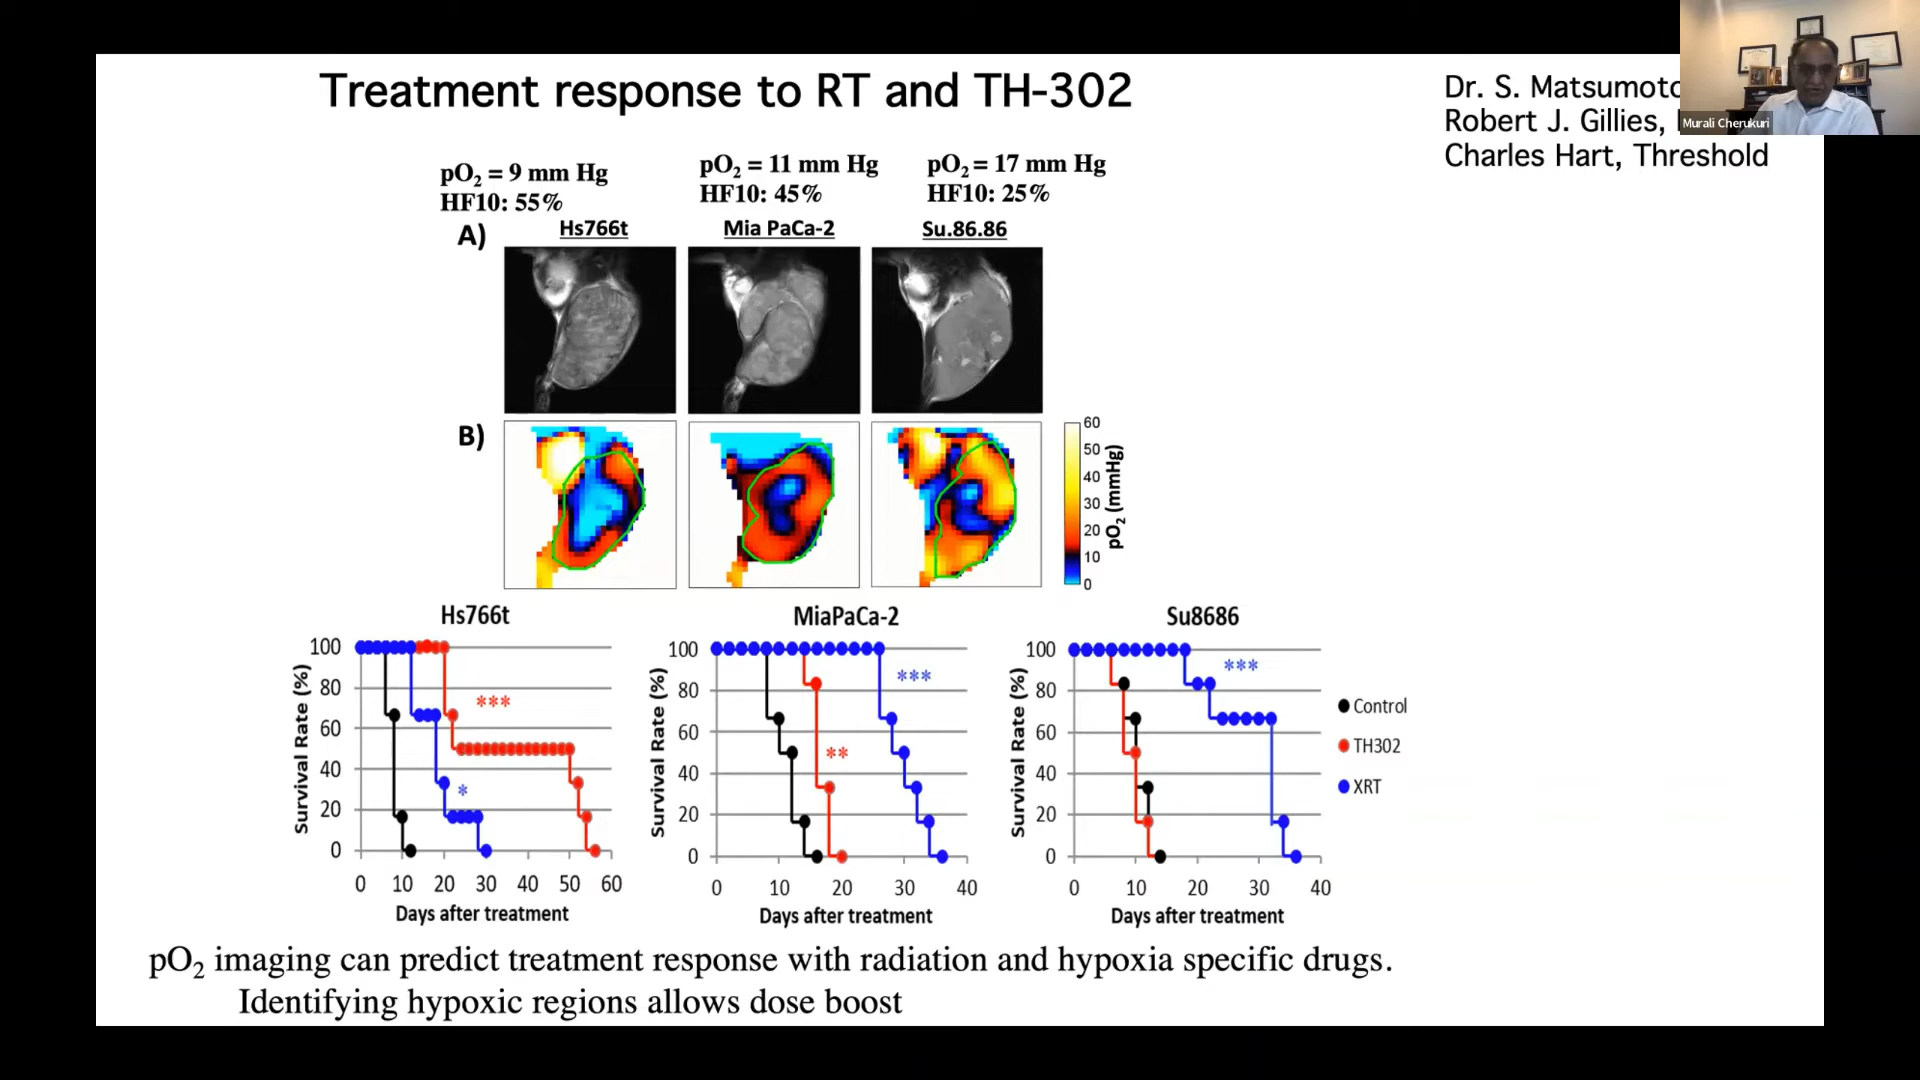 Treatment response to RT and TH-302
Dr. S. Matsumoto
Robert J. Gillies,
Charles Hart, Threshold
Murali Cherukuri
pO₂ = 9 mm Hg
HF10: 55%
pO₂ = 11 mm Hg
HF10: 45%
pO₂ = 17 mm Hg
HF10: 25%
A)
Hs766t
Mia PaCa-2
Su.86.86
B)
60
50
40
30
20
10
0
pO₂ (mmHg)
Hs766t
Survival Rate (%)
100
80
60
40
20
0
***
*
0 10 20 30 40 50 60
Days after treatment
MiaPaCa-2
Survival Rate (%)
100
80
60
40
20
0
***
**
0 10 20 30 40
Days after treatment
Su8686
Survival Rate (%)
100
80
60
40
20
0
***
0 10 20 30 40
Days after treatment
Control
TH302
XRT
pO₂ imaging can predict treatment response with radiation and hypoxia specific drugs.
Identifying hypoxic regions allows dose boost